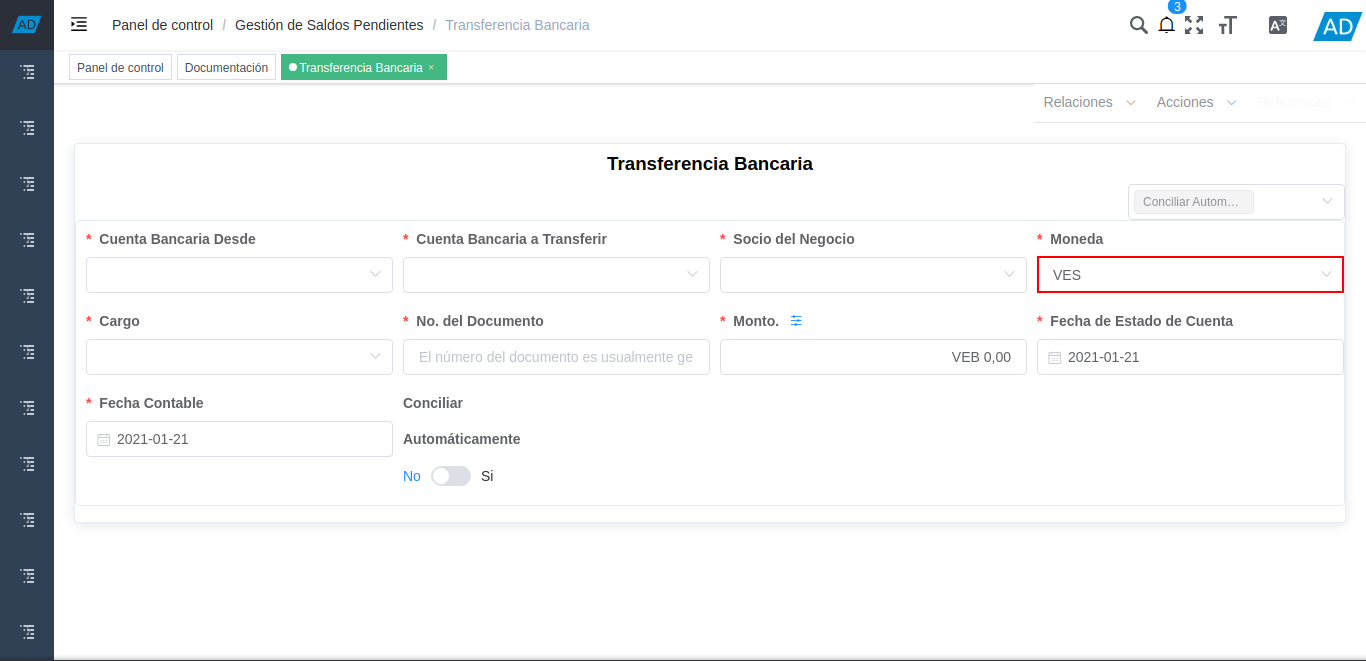 AD
Panel de control / Gestión de Saldos Pendientes / Transferencia Bancaria
3
AD
Panel de control
Documentación
Transferencia Bancaria ×
Relaciones
Acciones
Referencias
Transferencia Bancaria
Conciliar Autom...
* Cuenta Bancaria Desde
* Cuenta Bancaria a Transferir
* Socio del Negocio
* Moneda
VES
* Cargo
* No. del Documento
* Monto.
* Fecha de Estado de Cuenta
El número del documento es usualmente ge
VEB 0,00
2021-01-21
* Fecha Contable
Conciliar
Automáticamente
2021-01-21
No
Si